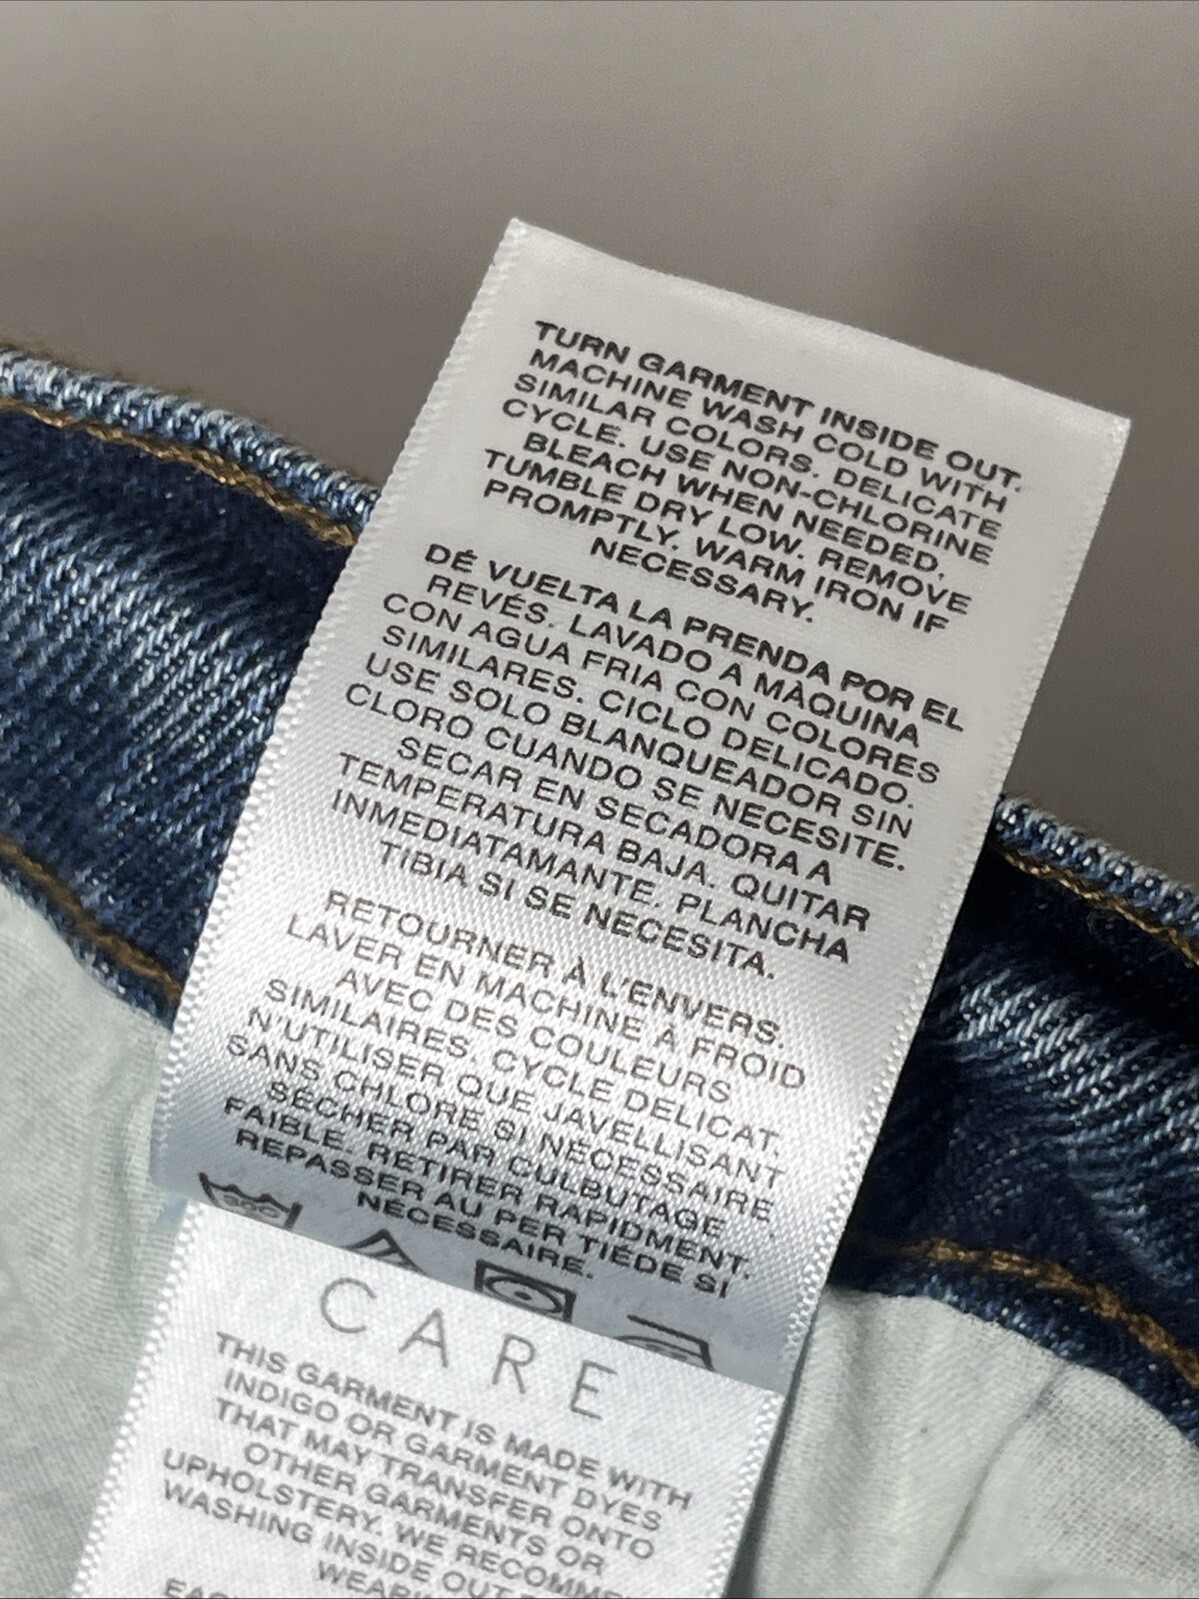 TURN GARMENT INSIDE OUT.
MACHINE WASH COLD WITH
SIMILAR COLORS. DELICATE
CYCLE. USE NON-CHLORINE
BLEACH WHEN NEEDED.
TUMBLE DRY LOW. REMOVE
PROMPTLY. WARM IRON IF
NECESSARY.
DÉ VUELTA LA PRENDA POR EL
REVÉS. LAVADO A MÀQUINA
CON AGUA FRIA CON COLORES
SIMILARES. CICLO DELICADO.
USE SOLO BLANQUEADOR SIN
CLORO CUANDO SE NECESITE.
SECAR EN SECADORA A
TEMPERATURA BAJA. QUITAR
INMEDIATAMANTE. PLANCHA
TIBIA SI SE NECESITA.
RETOURNER À L'ENVERS.
LAVER EN MACHINE À FROID
AVEC DES COULEURS
SIMILAIRES. CYCLE DELICAT.
N'UTILISER QUE JAVELLISANT
SANS CHLORE SI NÉCESSAIRE
SÉCHER PAR CULBUTAGE
FAIBLE. RETIRER RAPIDMENT.
REPASSER AU PER TIÉDE SI
NÉCESSAIRE.
CARE
THIS GARMENT IS MADE WITH
INDIGO OR GARMENT DYES
THAT MAY TRANSFER ONTO
OTHER GARMENTS OR
UPHOLSTERY. WE RECOMME
WASHING INSIDE OUT